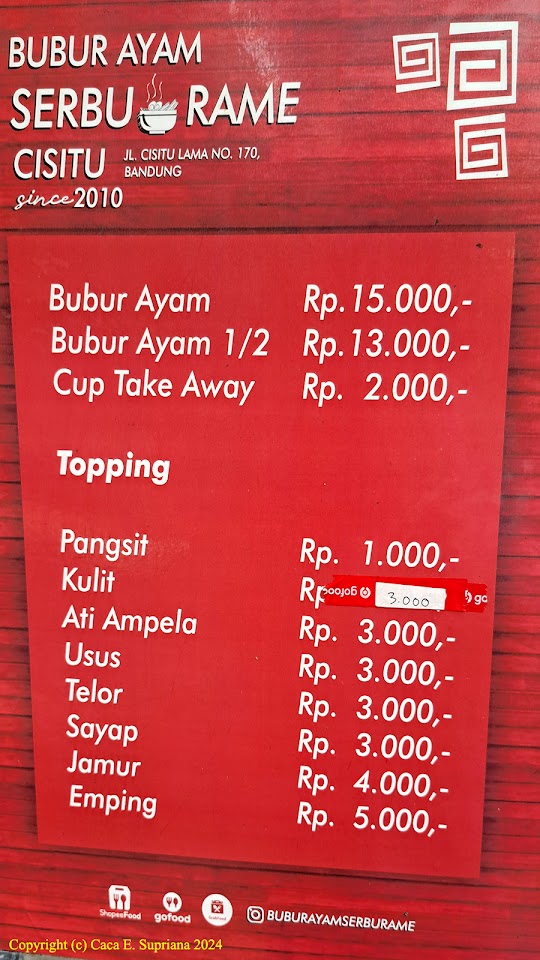 BUBUR AYAM
SERBU RAME
CISITU JL. CISITU LAMA NO. 170,
BANDUNG
since 2010
Bubur Ayam Rp.15.000,-
Bubur Ayam 1/2 Rp.13.000,-
Cup Take Away Rp. 2.000,-
Topping
Pangsit Rp. 1.000,-
Kulit Rp 3.000
Ati Ampela Rp. 3.000,-
Usus Rp. 3.000,-
Telor Rp. 3.000,-
Sayap Rp. 3.000,-
Jamur Rp. 4.000,-
Emping Rp. 5.000,-
ShopeeFood gofood GrabFood BUBURAYAMSERBURAME
Copyright (c) Caca E. Supriana 2024